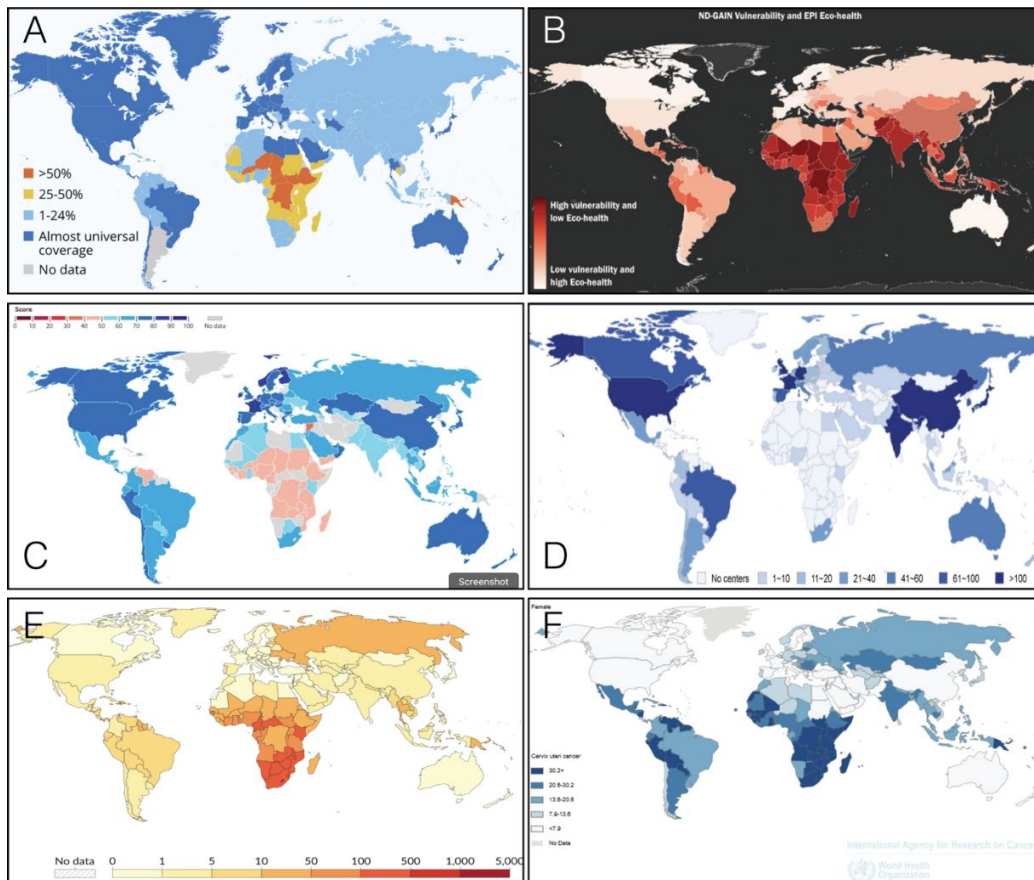 A
>50%
25-50%
1-24%
Almost universal
coverage
No data
B
ND-GAIN Vulnerability and EPI Eco-health
High vulnerability and
low Eco-health
Low vulnerability and
high Eco-health
Score
0 10 20 30 40 50 60 70 80 90 100 No data
C
Screenshot
D
No centers 1~10 11~20 21~40 41~60 61~100 >100
E
No data 0 1 5 10 50 100 500 1,000 5,000
F
Female
Cervix uteri cancer
30.2+
20.6-30.2
13.6-20.6
7.9-13.6
<7.9
No Data
International Agency for Research on Cancer
World Health
Organization